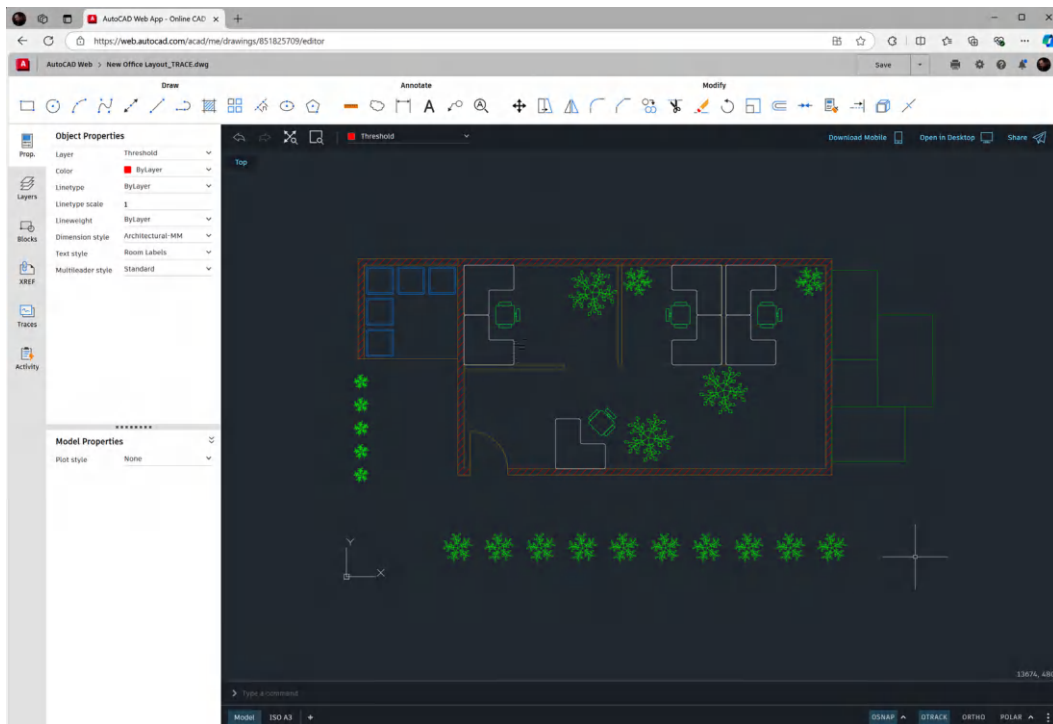 AutoCAD Web App - Online CAD
https://web.autocad.com/acad/me/drawings/851825709/editor
AutoCAD Web > New Office Layout_TRACE.dwg
Save
Draw
Annotate
Modify
Prop.
Layers
Blocks
XREF
Traces
Activity
Object Properties
Layer Threshold
Color ByLayer
Linetype ByLayer
Linetype scale 1
Lineweight ByLayer
Dimension style Architectural-MM
Text style Room Labels
Multileader style Standard
Model Properties
Plot style None
Threshold
Download Mobile
Open in Desktop
Share
Top
Y
X
Type a command
Model ISO A3 +
OSNAP OTRACK ORTHO POLAR